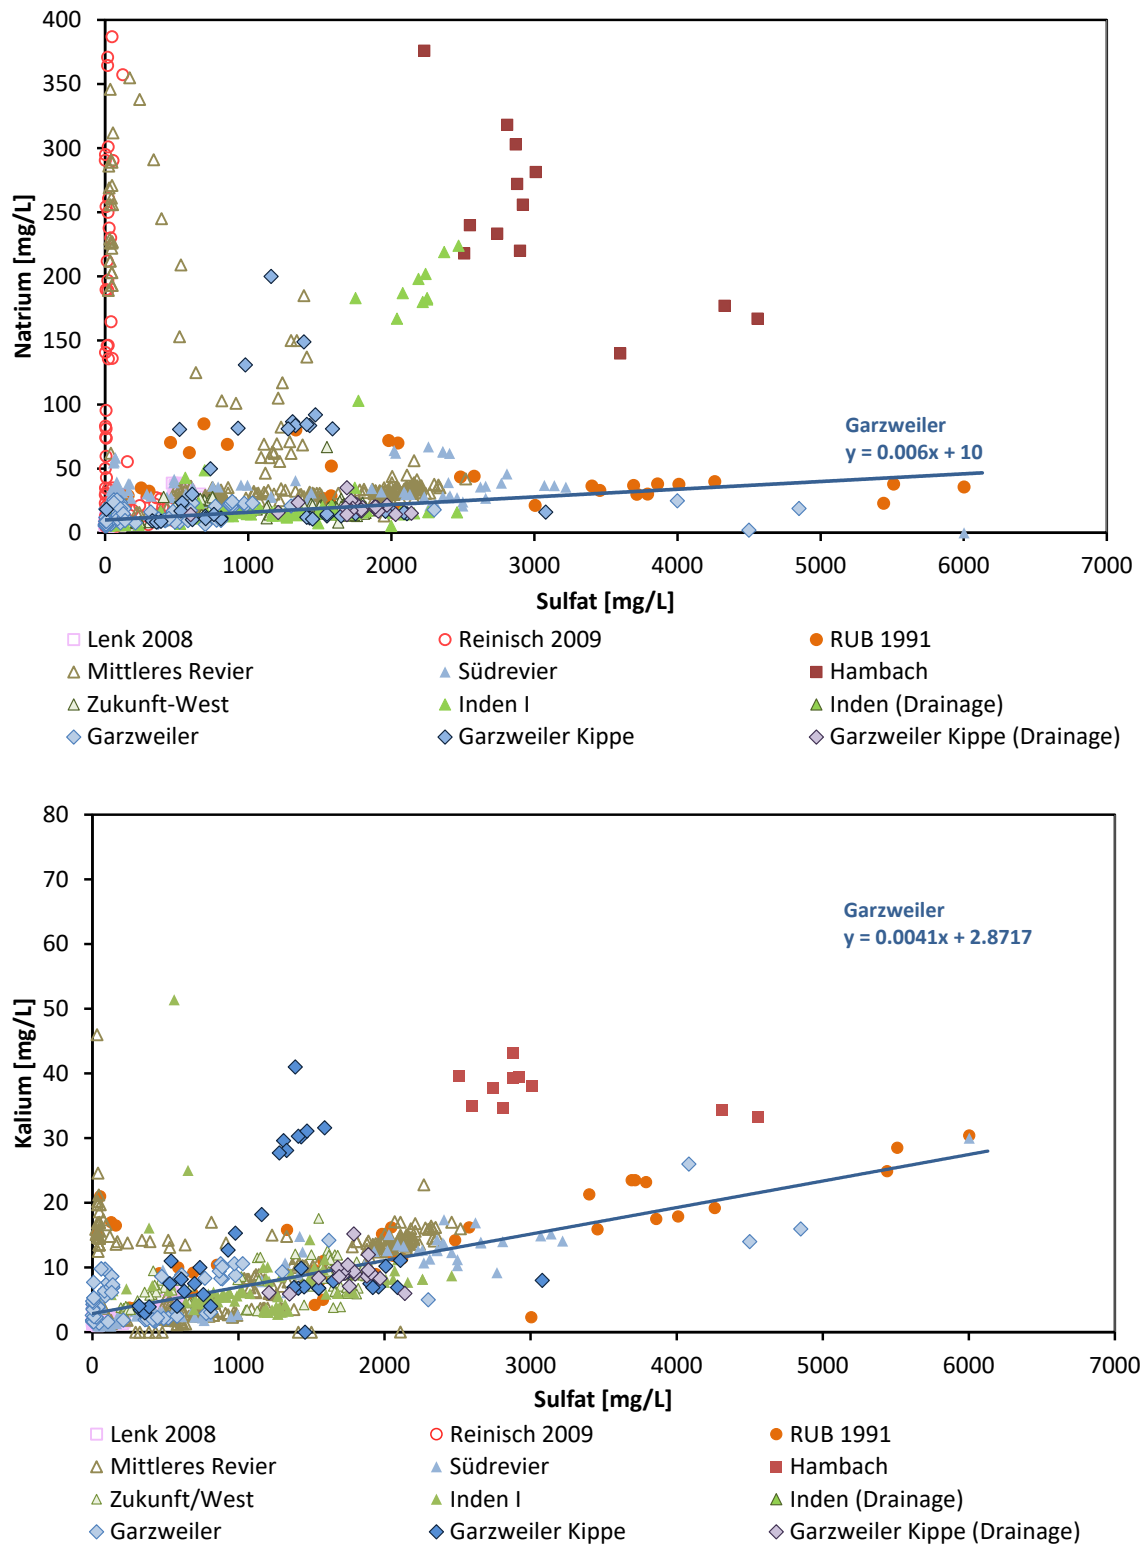 400
350
300
250
200
150
100
50
0
Natrium [mg/L]
Garzweiler
y = 0.006x + 10
0 1000 2000 3000 4000 5000 6000 7000
Sulfat [mg/L]
Lenk 2008 Reinisch 2009 RUB 1991
Mittleres Revier Südrevier Hambach
Zukunft-West Inden I Inden (Drainage)
Garzweiler Garzweiler Kippe Garzweiler Kippe (Drainage)
80
70
60
50
40
30
20
10
0
Kalium [mg/L]
Garzweiler
y = 0.0041x + 2.8717
0 1000 2000 3000 4000 5000 6000 7000
Sulfat [mg/L]
Lenk 2008 Reinisch 2009 RUB 1991
Mittleres Revier Südrevier Hambach
Zukunft/West Inden I Inden (Drainage)
Garzweiler Garzweiler Kippe Garzweiler Kippe (Drainage)